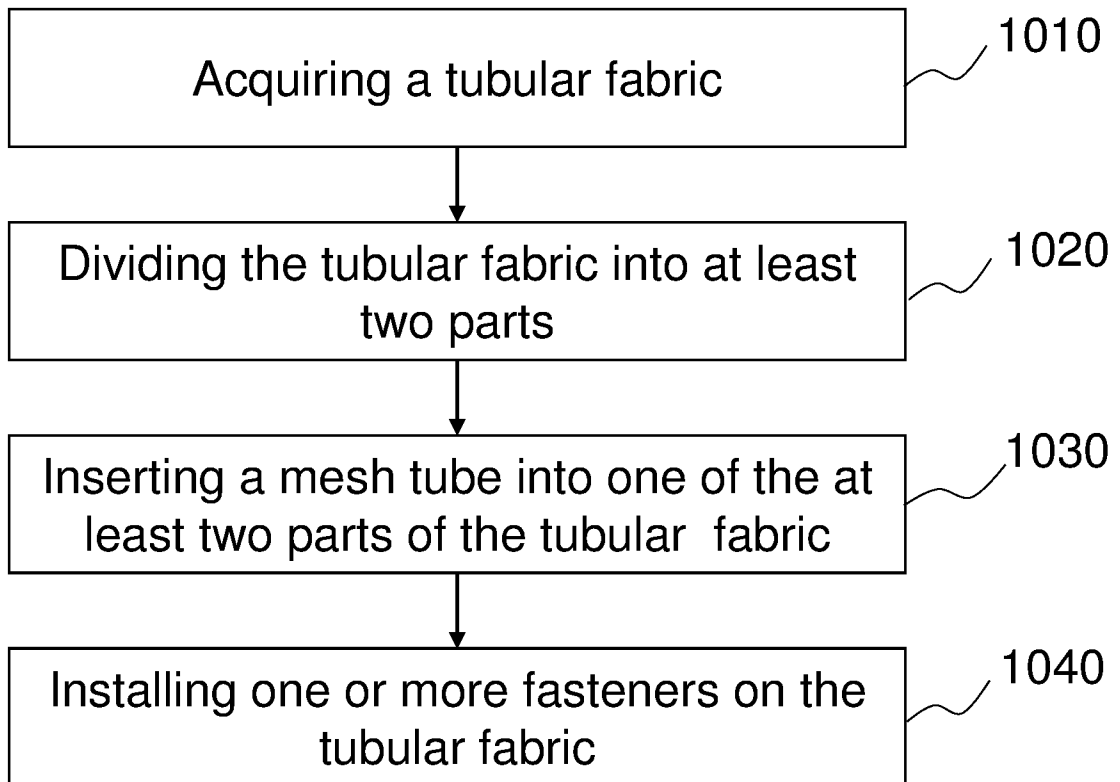 Acquiring a tubular fabric
1010
Dividing the tubular fabric into at least
two parts
1020
Inserting a mesh tube into one of the at
least two parts of the tubular fabric
1030
Installing one or more fasteners on the
tubular fabric
1040